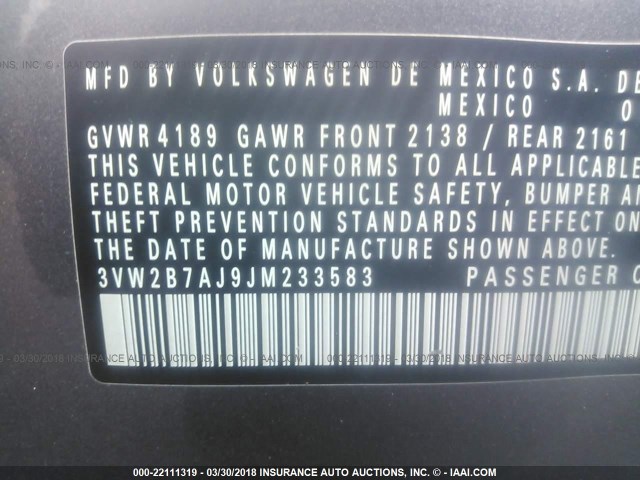 MFD BY VOLKSWAGEN DE MEXICO S.A. DE
MEXICO
GVWR 4189 GAWR FRONT 2138 / REAR 2161
THIS VEHICLE CONFORMS TO ALL APPLICABLE
FEDERAL MOTOR VEHICLE SAFETY, BUMPER AN
THEFT PREVENTION STANDARDS IN EFFECT ON
THE DATE OF MANUFACTURE SHOWN ABOVE.
3VW2B7AJ9JM233583 PASSENGER C
000-22111319 - 03/30/2018 INSURANCE AUTO AUCTIONS, INC. - IAAI.COM